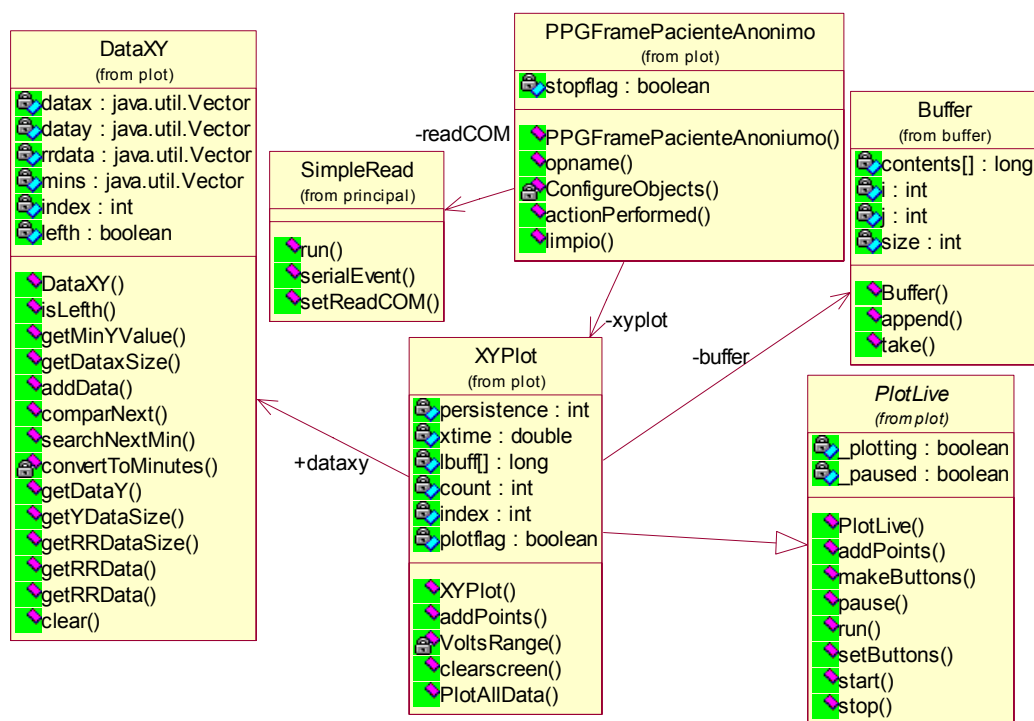 DataXY
(from plot)
datax : java.util.Vector
datay : java.util.Vector
rrdata : java.util.Vector
mins : java.util.Vector
index : int
lefth : boolean
DataXY()
isLefth()
getMinYValue()
getDataxSize()
addData()
comparNext()
searchNextMin()
convertToMinutes()
getDataY()
getYDataSize()
getRRDataSize()
getRRData()
getRRData()
clear()
SimpleRead
(from principal)
run()
serialEvent()
setReadCOM()
-readCOM
PPGFramePacienteAnonimo
(from plot)
stopflag : boolean
PPGFramePacienteAnoniumo()
opname()
ConfigureObjects()
actionPerformed()
limpio()
-xyplot
Buffer
(from buffer)
contents[] : long
i : int
j : int
size : int
Buffer()
append()
take()
-buffer
+dataxy
XYPlot
(from plot)
persistence : int
xtime : double
lbuff[] : long
count : int
index : int
plotflag : boolean
XYPlot()
addPoints()
VoltsRange()
clearscreen()
PlotAllData()
PlotLive
(from plot)
_plotting : boolean
_paused : boolean
PlotLive()
addPoints()
makeButtons()
pause()
run()
setButtons()
start()
stop()